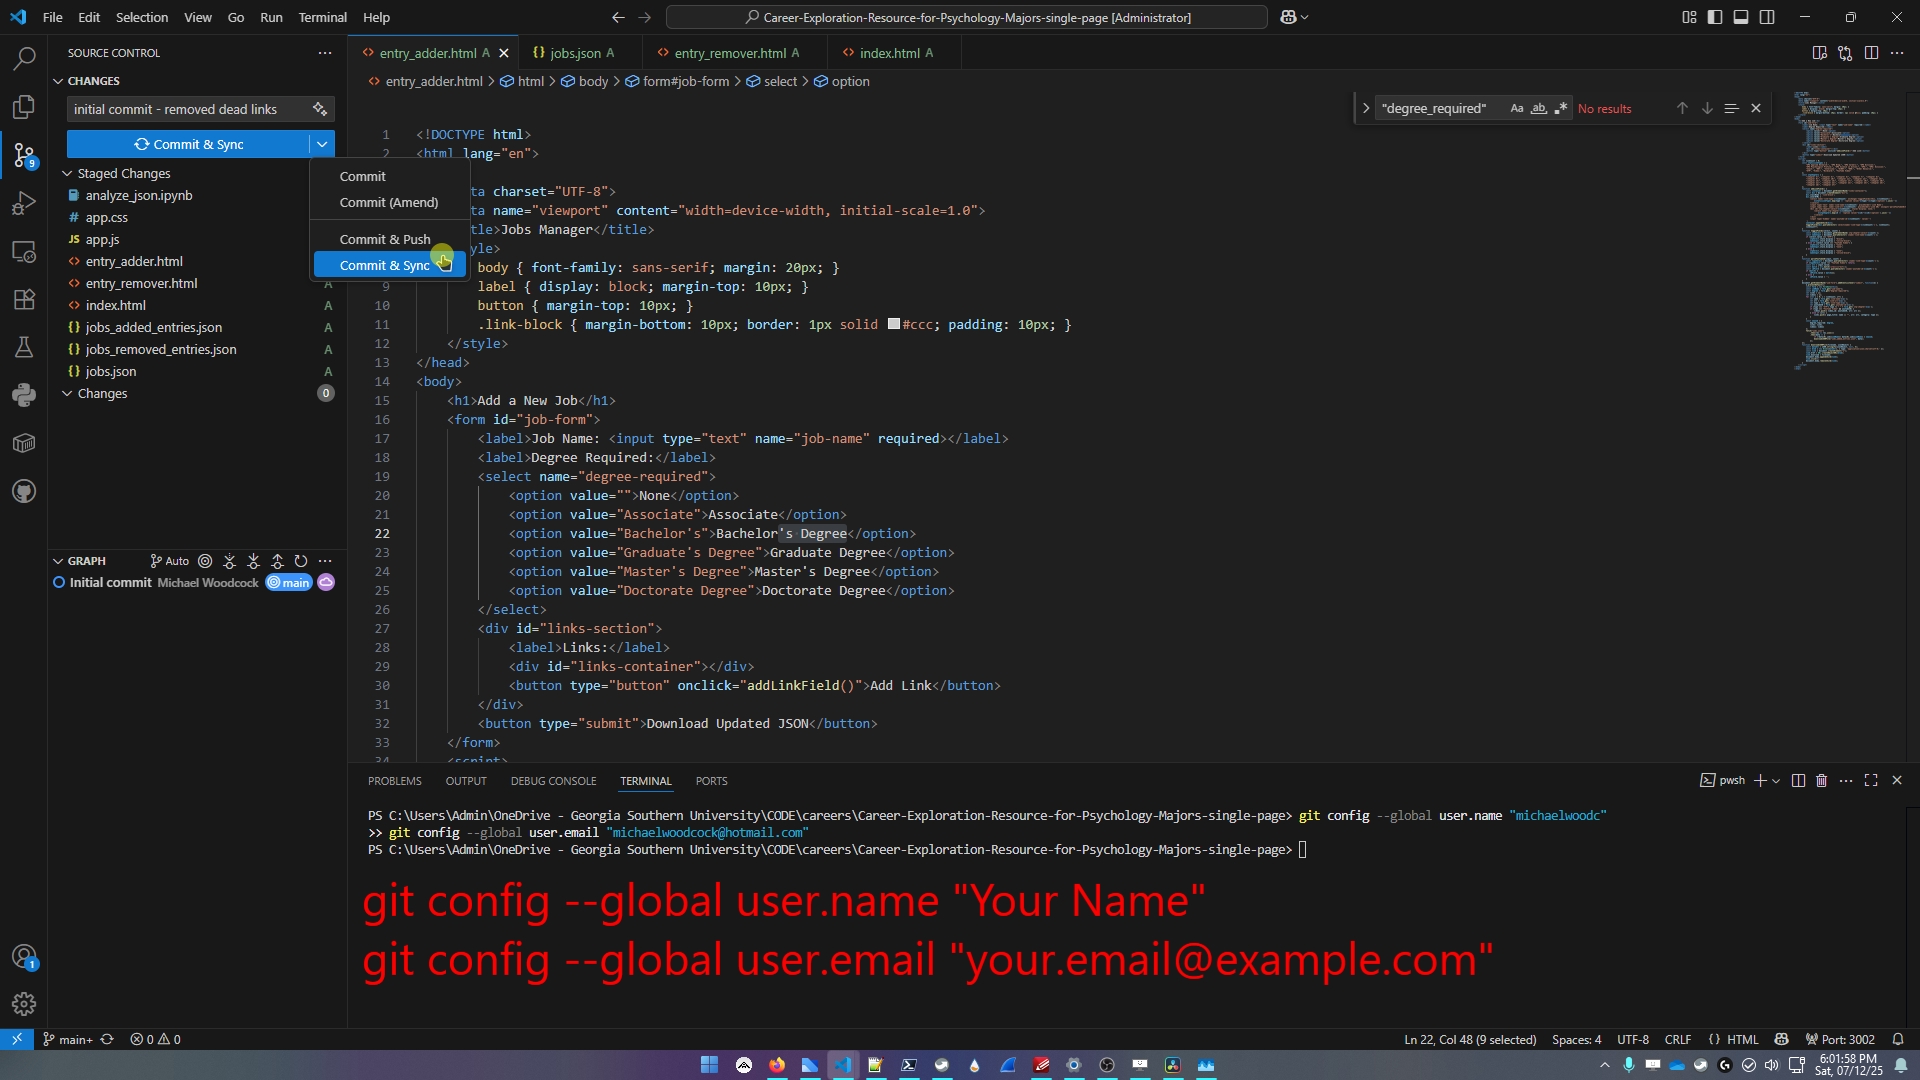 File Edit Selection View Go Run Terminal Help
Career-Exploration-Resource-for-Psychology-Majors-single-page [Administrator]
SOURCE CONTROL
CHANGES
initial commit - removed dead links
Commit & Sync
Staged Changes
analyze_json.ipynb
# app.css
JS app.js
<> entry_adder.html
<> entry_remover.html A
<> index.html A
{} jobs_added_entries.json A
{} jobs_removed_entries.json A
{} jobs.json A
Changes 0
Commit
Commit (Amend)
Commit & Push
Commit & Sync
GRAPH Auto
Initial commit Michael Woodcock main
9
1
<> entry_adder.html A
{} jobs.json A
<> entry_remover.html A
<> index.html A
<> entry_adder.html > html > body > form#job-form > select > option
"degree_required" Aa ab No results
1 <!DOCTYPE html>
2 <html lang="en">
ta charset="UTF-8">
ta name="viewport" content="width=device-width, initial-scale=1.0">
tle>Jobs Manager</title>
yle>
body { font-family: sans-serif; margin: 20px; }
9 label { display: block; margin-top: 10px; }
10 button { margin-top: 10px; }
11 .link-block { margin-bottom: 10px; border: 1px solid #ccc; padding: 10px; }
12 </style>
13 </head>
14 <body>
15 <h1>Add a New Job</h1>
16 <form id="job-form">
17 <label>Job Name: <input type="text" name="job-name" required></label>
18 <label>Degree Required:</label>
19 <select name="degree-required">
20 <option value="">None</option>
21 <option value="Associate">Associate</option>
22 <option value="Bachelor's">Bachelor's Degree</option>
23 <option value="Graduate's Degree">Graduate Degree</option>
24 <option value="Master's Degree">Master's Degree</option>
25 <option value="Doctorate Degree">Doctorate Degree</option>
26 </select>
27 <div id="links-section">
28 <label>Links:</label>
29 <div id="links-container"></div>
30 <button type="button" onclick="addLinkField()">Add Link</button>
31 </div>
32 <button type="submit">Download Updated JSON</button>
33 </form>
34 <script>
PROBLEMS OUTPUT DEBUG CONSOLE TERMINAL PORTS
pwsh
PS C:\Users\Admin\OneDrive - Georgia Southern University\CODE\careers\Career-Exploration-Resource-for-Psychology-Majors-single-page> git config --global user.name "michaelwoodc"
>> git config --global user.email "michaelwoodcock@hotmail.com"
PS C:\Users\Admin\OneDrive - Georgia Southern University\CODE\careers\Career-Exploration-Resource-for-Psychology-Majors-single-page>
git config --global user.name "Your Name"
git config --global user.email "your.email@example.com"
main+ 0 0
Ln 22, Col 48 (9 selected) Spaces: 4 UTF-8 CRLF {} HTML Port: 3002
6:01:58 PM
Sat, 07/12/25